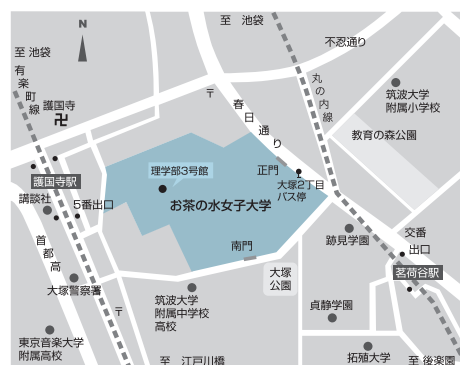 N
至 池袋
不忍通り
至 池袋
有楽町線
護国寺
卍
〒
春日通り
丸の内線
筑波大学
附属小学校
教育の森公園
理学部3号館
正門
大塚2丁目
バス停
護国寺駅
講談社
5番出口
お茶の水女子大学
首都高
南門
跡見学園
交番
出口
茗荷谷駅
大塚
公園
大塚警察署
〒
筑波大学
附属中学校
高校
貞静学園
東京音楽大学
附属高校
至 江戸川橋
拓殖大学
至 後楽園